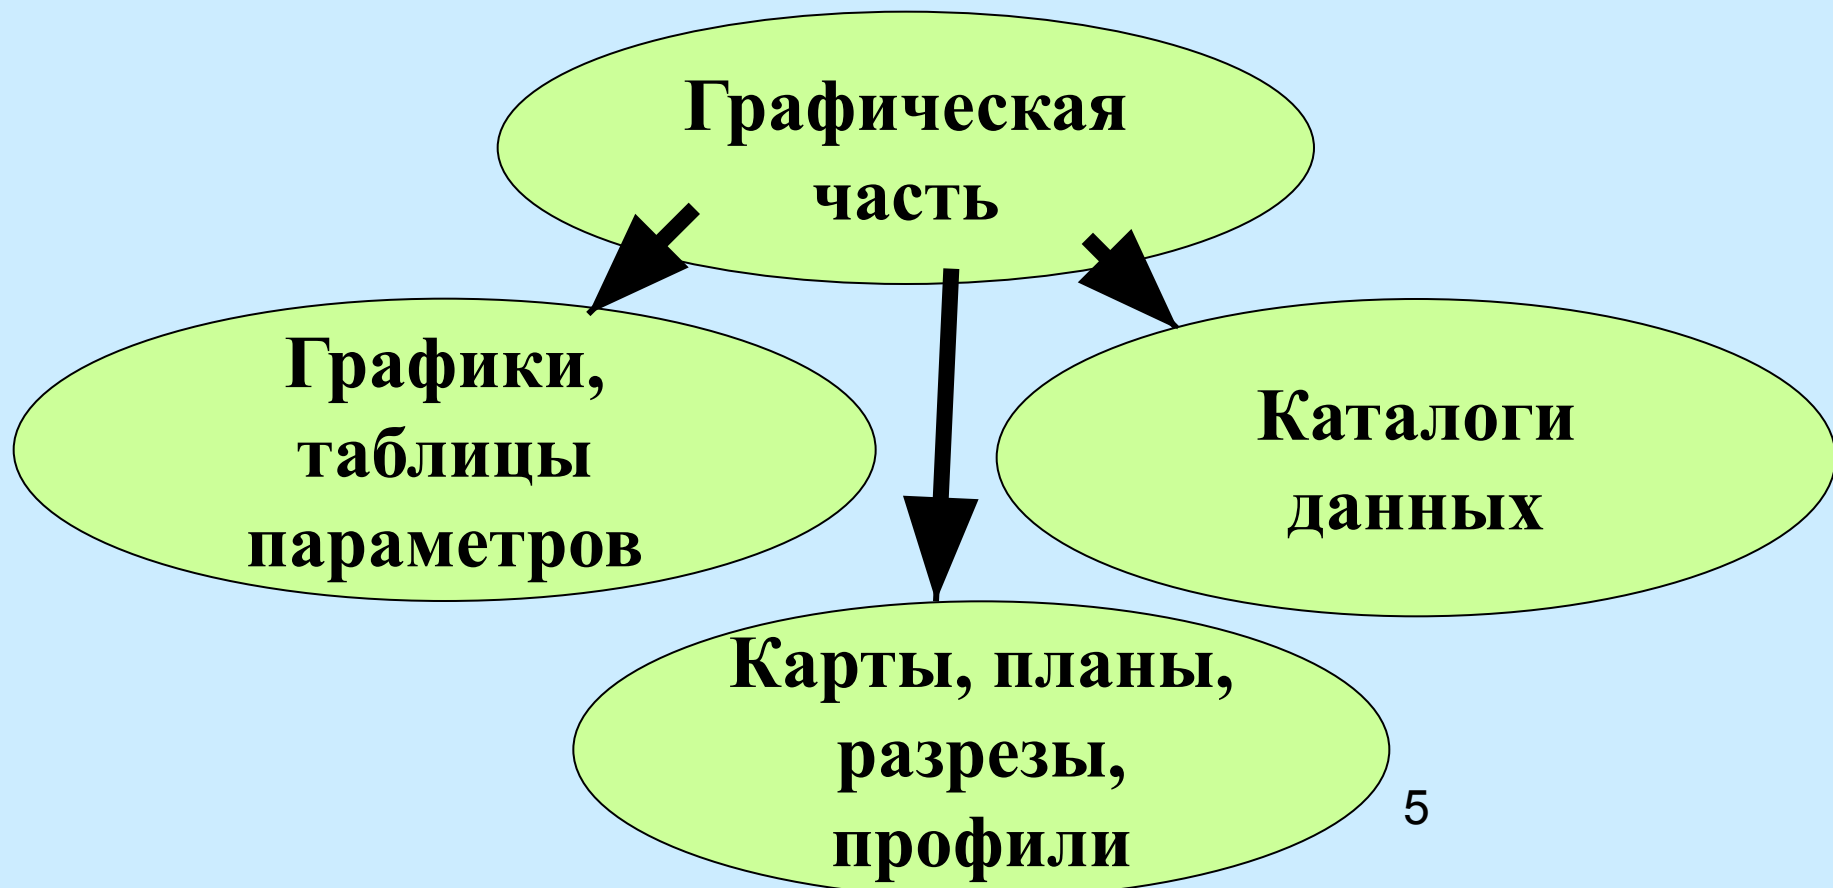 Графическая
часть
Графики,
таблицы
параметров
Каталоги
данных
Карты, планы,
разрезы,
профили
5